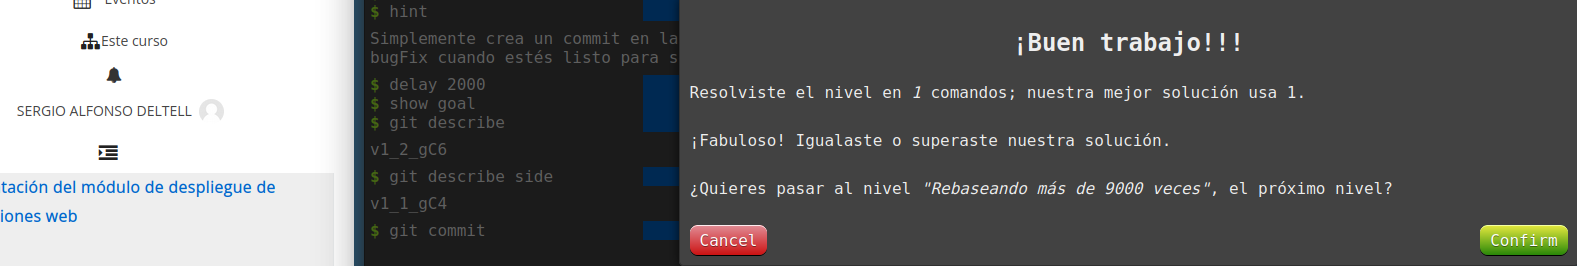 Eventos
Este curso
SERGIO ALFONSO DELTELL
tación del módulo de despliegue de
iones web
$ hint
Simplemente crea un commit en la
bugFix cuando estés listo para s
$ delay 2000
$ show goal
$ git describe
v1_2_gC6
$ git describe side
v1_1_gC4
$ git commit
¡Buen trabajo!!!
Resolviste el nivel en 1 comandos; nuestra mejor solución usa 1.
¡Fabuloso! Igualaste o superaste nuestra solución.
¿Quieres pasar al nivel "Rebaseando más de 9000 veces", el próximo nivel?
Cancel
Confirm